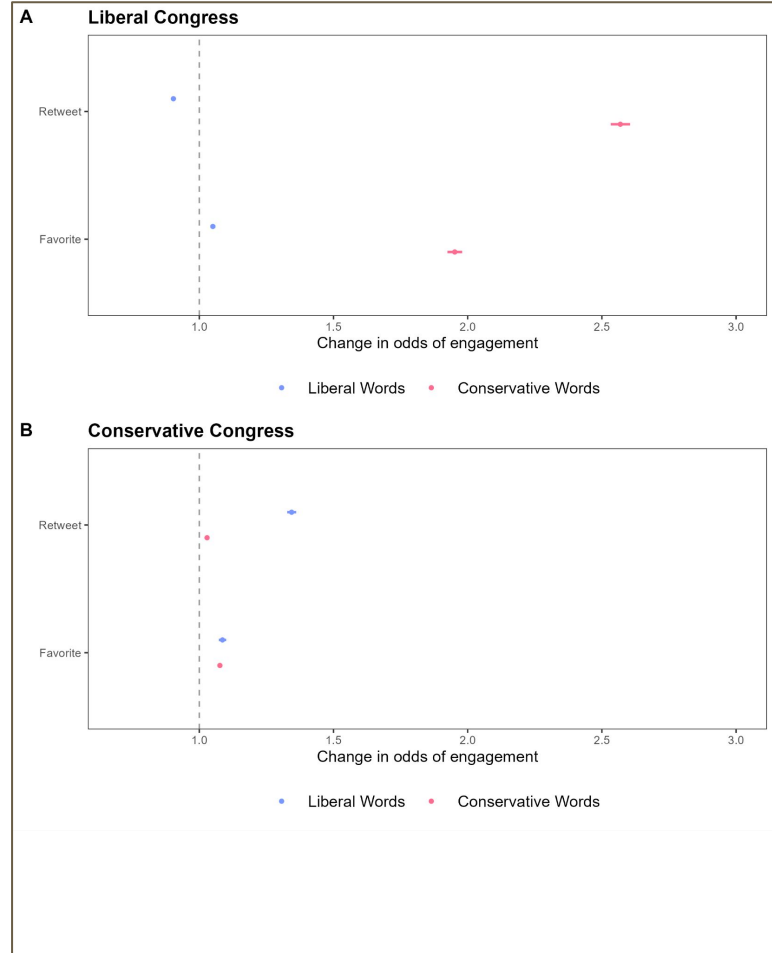 A Liberal Congress
Retweet
Favorite
1.0 1.5 2.0 2.5 3.0
Change in odds of engagement
Liberal Words Conservative Words
B Conservative Congress
Retweet
Favorite
1.0 1.5 2.0 2.5 3.0
Change in odds of engagement
Liberal Words Conservative Words